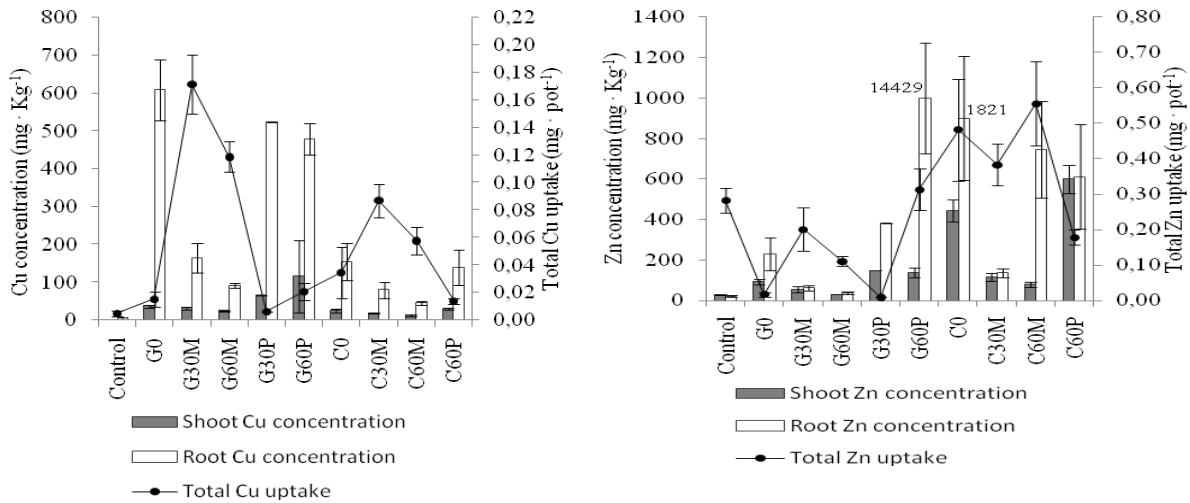 Cu concentration (mg · Kg⁻¹)
800
700
600
500
400
300
200
100
0
0,22
0,20
0,18
0,16
0,14
0,12
0,10
0,08
0,06
0,04
0,02
0,00
Total Cu uptake (mg · pot⁻¹)
Control
G0
G30M
G60M
G30P
G60P
C0
C30M
C60M
C60P
Shoot Cu concentration
Root Cu concentration
Total Cu uptake
Zn concentration (mg · Kg⁻¹)
1400
1200
1000
800
600
400
200
0
14429
1821
0,80
0,70
0,60
0,50
0,40
0,30
0,20
0,10
0,00
Total Zn uptake (mg · pot⁻¹)
Control
G0
G30M
G60M
G30P
G60P
C0
C30M
C60M
C60P
Shoot Zn concentration
Root Zn concentration
Total Zn uptake